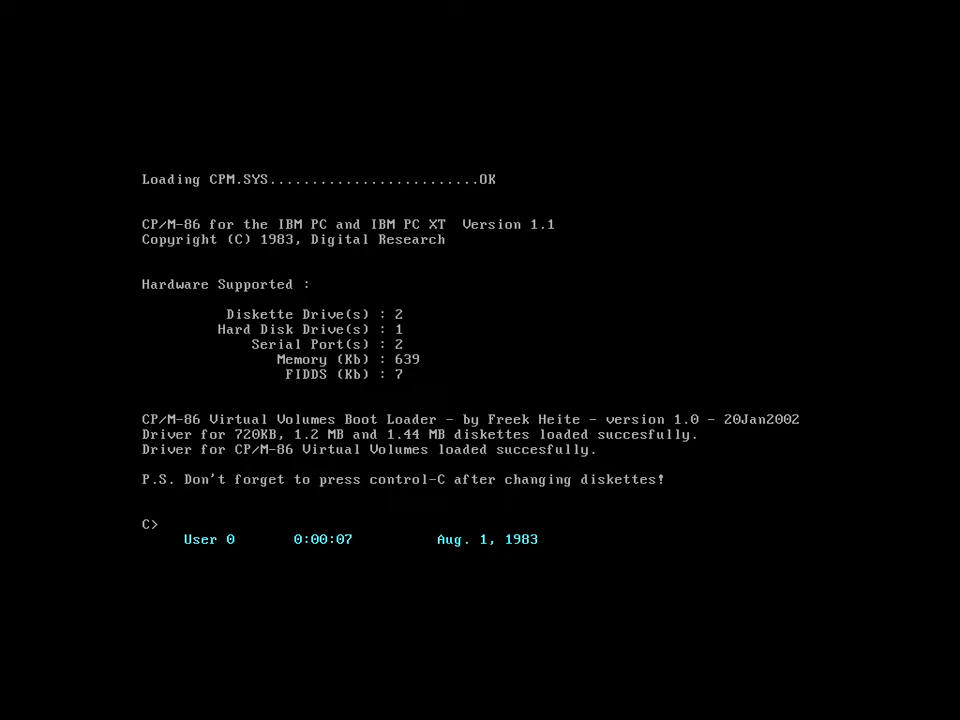 Loading CPM.SYS.........................OK
CP/M-86 for the IBM PC and IBM PC XT  Version 1.1
Copyright (C) 1983, Digital Research
Hardware Supported :
Diskette Drive(s) : 2
Hard Disk Drive(s) : 1
Serial Port(s) : 2
Memory (Kb) : 639
FIDDS (Kb) : 7
CP/M-86 Virtual Volumes Boot Loader - by Freek Heite - version 1.0 - 20Jan2002
Driver for 720KB, 1.2 MB and 1.44 MB diskettes loaded succesfully.
Driver for CP/M-86 Virtual Volumes loaded succesfully.
P.S. Don't forget to press control-C after changing diskettes!
C>
User 0       0:00:07          Aug. 1, 1983